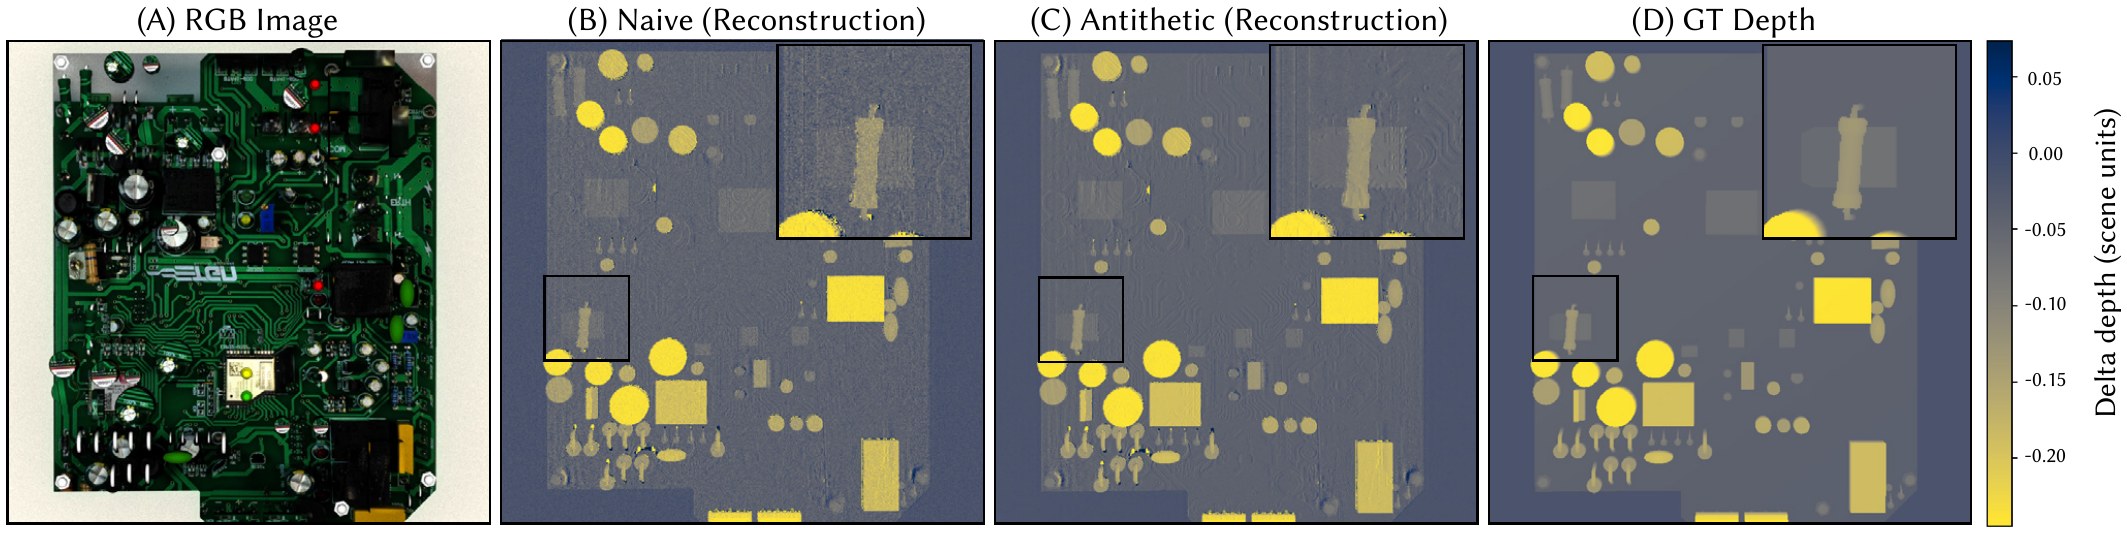 (A) RGB Image
(B) Naive (Reconstruction)
(C) Antithetic (Reconstruction)
(D) GT Depth
0.05
0.00
-0.05
-0.10
-0.15
-0.20
Delta depth (scene units)
COM